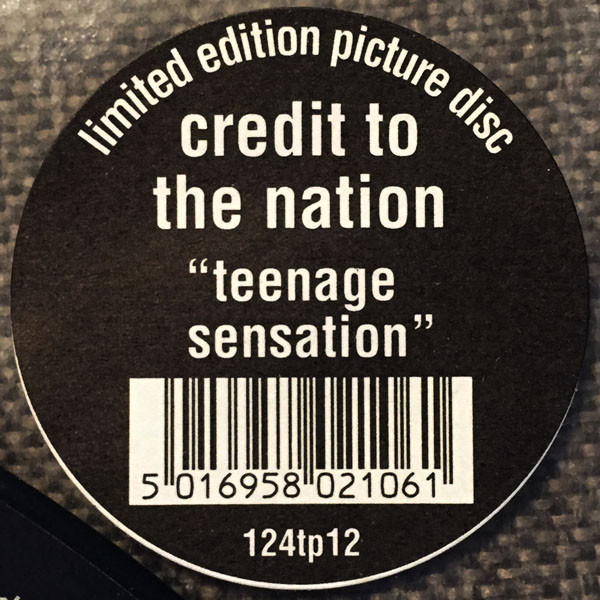 limited edition picture disc
credit to
the nation
“teenage
sensation”
5 016958 021061
124tp12